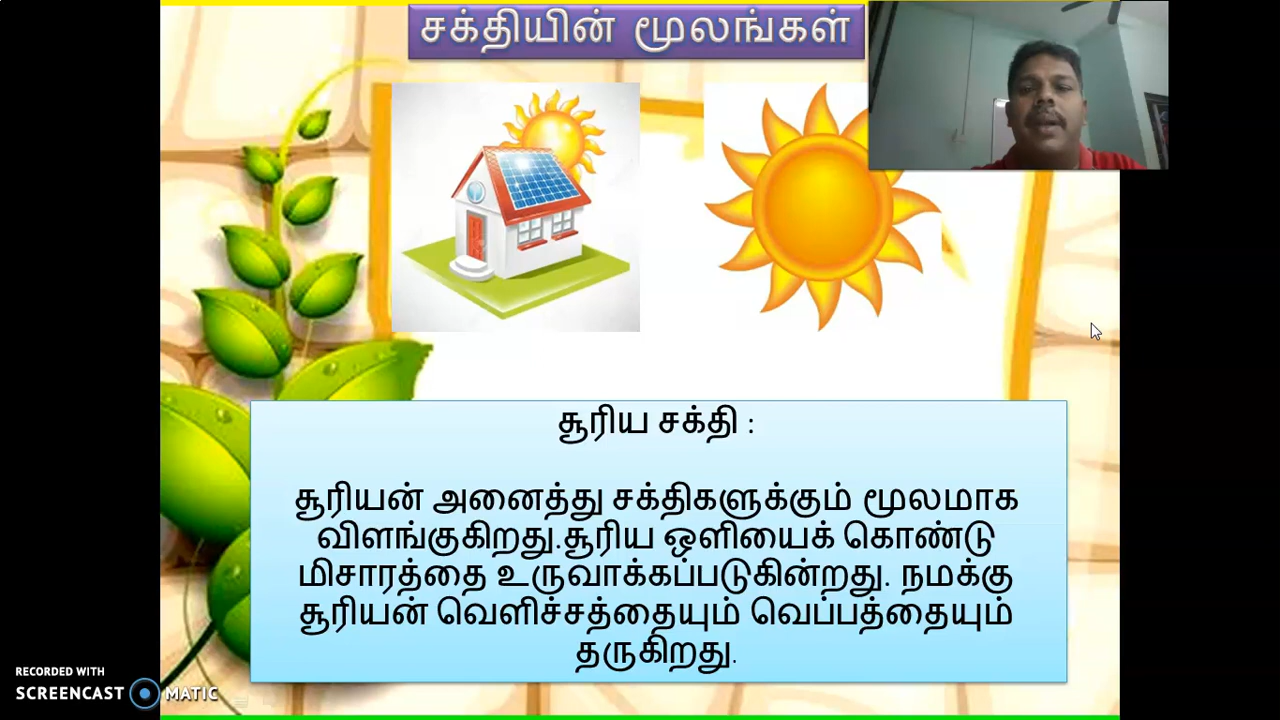 சக்தியின் மூலங்கள்
சூரிய சக்தி :
சூரியன் அனைத்து சக்திகளுக்கும் மூலமாக
விளங்குகிறது.சூரிய ஒளியைக் கொண்டு
மிசாரத்தை உருவாக்கப்படுகின்றது. நமக்கு
சூரியன் வெளிச்சத்தையும் வெப்பத்தையும்
தருகிறது.
RECORDED WITH
SCREENCAST MATIC